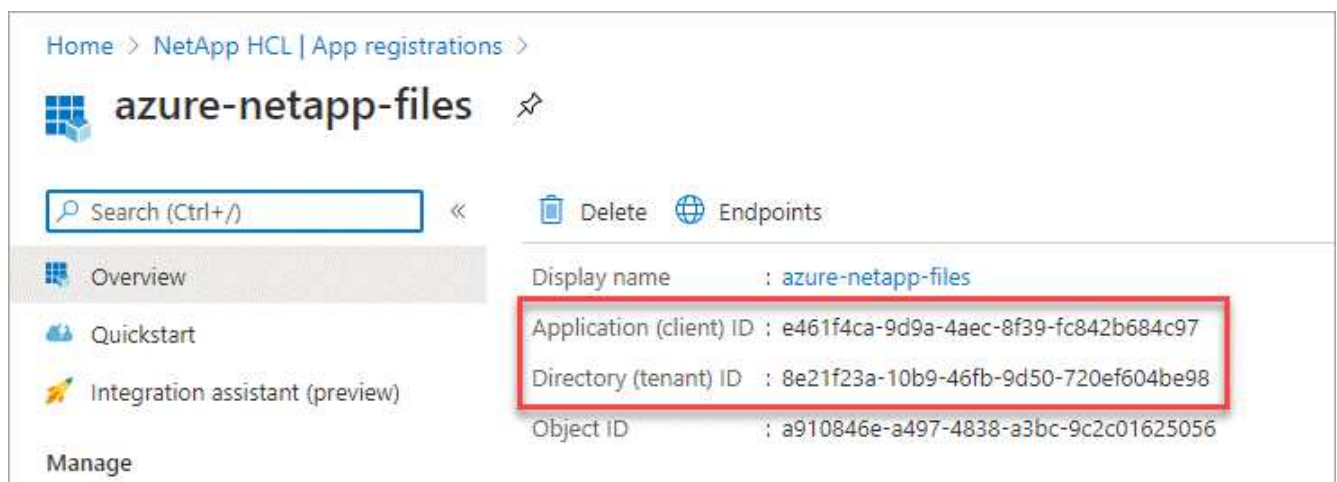 Home > NetApp HCL | App registrations >
azure-netapp-files
Search (Ctrl+/)
«
Delete
Endpoints
Overview
Display name : azure-netapp-files
Quickstart
Application (client) ID : e461f4ca-9d9a-4aec-8f39-fc842b684c97
Integration assistant (preview)
Directory (tenant) ID : 8e21f23a-10b9-46fb-9d50-720ef604be98
Object ID : a910846e-a497-4838-a3bc-9c2c01625056
Manage